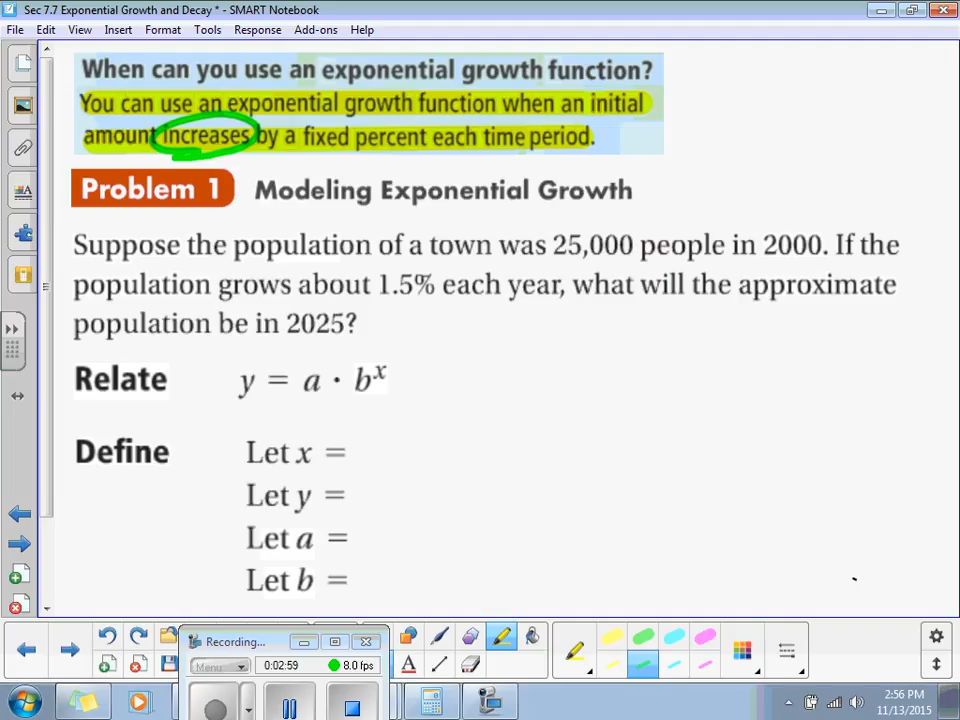 Sec 7.7 Exponential Growth and Decay * - SMART Notebook
File Edit View Insert Format Tools Response Add-ons Help
When can you use an exponential growth function?
You can use an exponential growth function when an initial
amount increases by a fixed percent each time period.
Problem 1 Modeling Exponential Growth
Suppose the population of a town was 25,000 people in 2000. If the
population grows about 1.5% each year, what will the approximate
population be in 2025?
Relate y = a · bˣ
Define Let x =
Let y =
Let a =
Let b =
Recording...
Menu 0:02:59 8.0 fps
A
2:56 PM
11/13/2015